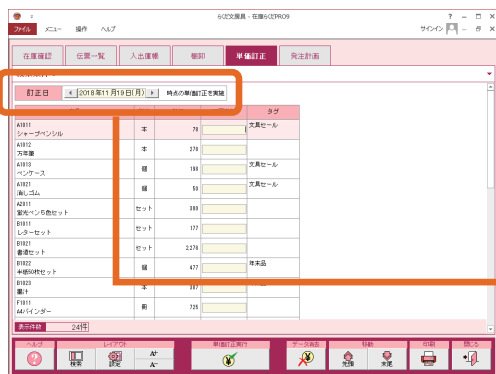 らくだ文房具 - 在庫らくだPRO9
ファイル メニュー 操作 ヘルプ サインイン
在庫確認 伝票一覧 入出庫帳 棚卸 単価訂正 発注計画
訂正日 2018年11月19日(月) 時点の単価訂正を実施
タグ
A1011
シャープペンシル 本 78 文具セール
A1012
万年筆 本 278
A1013
ペンケース 個 198 文具セール
A1021
消しゴム 個 58 文具セール
A2011
蛍光ペン5色セット セット 380
B1011
レターセット セット 177
B1021
書道セット セット 2,278
B1022
半紙50枚セット 個 477 年末品
B1023
墨汁 本 387
F1011
A4バインダー 冊 725
表示件数 241件
ヘルプ レイアウト 単価訂正実行 データ消去 移動 印刷 閉じる
検索 設定 A+ A- 先頭 末尾